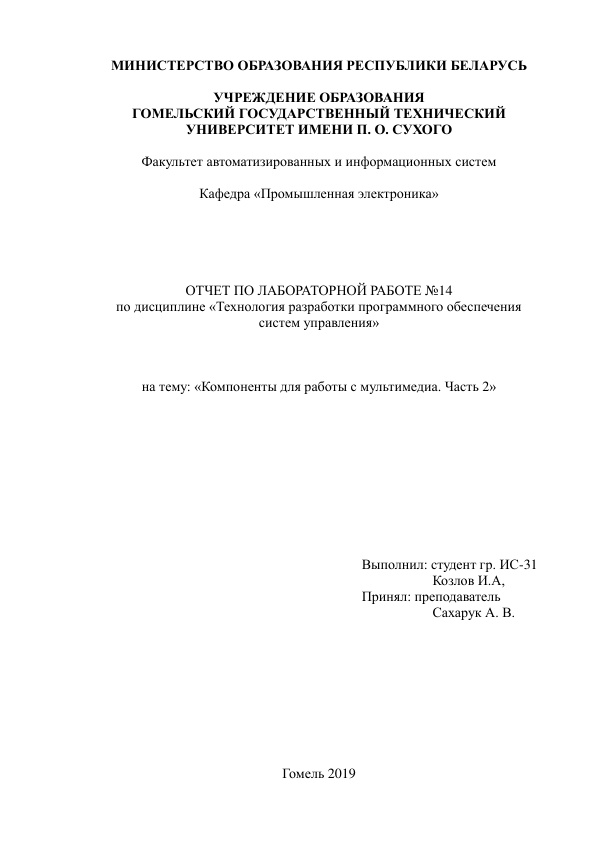 МИНИСТЕРСТВО ОБРАЗОВАНИЯ РЕСПУБЛИКИ БЕЛАРУСЬ
УЧРЕЖДЕНИЕ ОБРАЗОВАНИЯ
ГОМЕЛЬСКИЙ ГОСУДАРСТВЕННЫЙ ТЕХНИЧЕСКИЙ
УНИВЕРСИТЕТ ИМЕНИ П. О. СУХОГО
Факультет автоматизированных и информационных систем
Кафедра «Промышленная электроника»
ОТЧЕТ ПО ЛАБОРАТОРНОЙ РАБОТЕ №14
по дисциплине «Технология разработки программного обеспечения
систем управления»
на тему: «Компоненты для работы с мультимедиа. Часть 2»
Выполнил: студент гр. ИС-31
Козлов И.А,
Принял: преподаватель
Сахарук А. В.
Гомель 2019